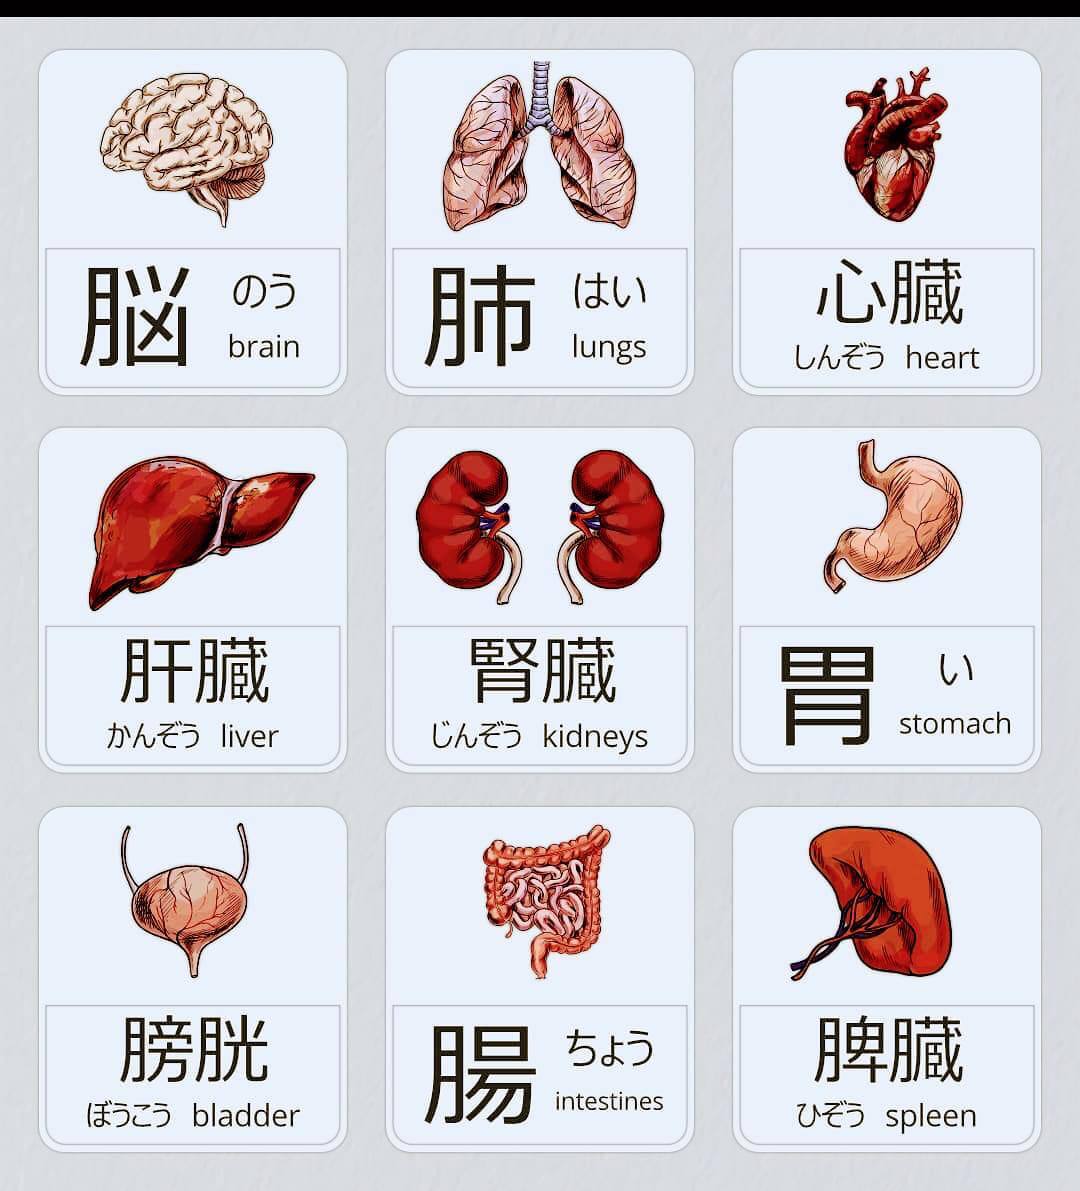 脳
のう
brain
肺
はい
lungs
心臓
しんぞう heart
肝臓
かんぞう liver
腎臓
じんぞう kidneys
胃
い
stomach
膀胱
ぼうこう bladder
腸
ちょう
intestines
脾臓
ひぞう spleen